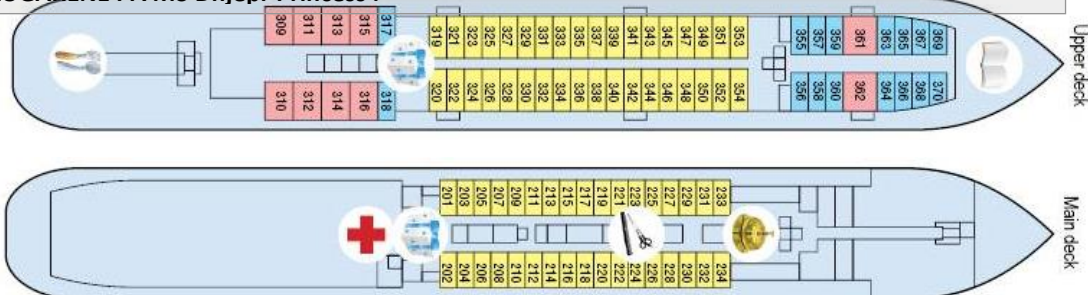 Dnjepr Princess
309 311 313 315 317 319 321 323 325 327 329 331 333 335 337 339 341 343 345 347 349 351 353 355 357 359 361 363 365 367 369
310 312 314 316 318 320 322 324 326 328 330 332 334 336 338 340 342 344 346 348 350 352 354 356 358 360 362 364 366 368 370
Upper deck
201 203 205 207 209 211 213 215 217 219 221 223 225 227 229 231 233
202 204 206 208 210 212 214 216 218 220 222 224 226 228 230 232 234
Main deck